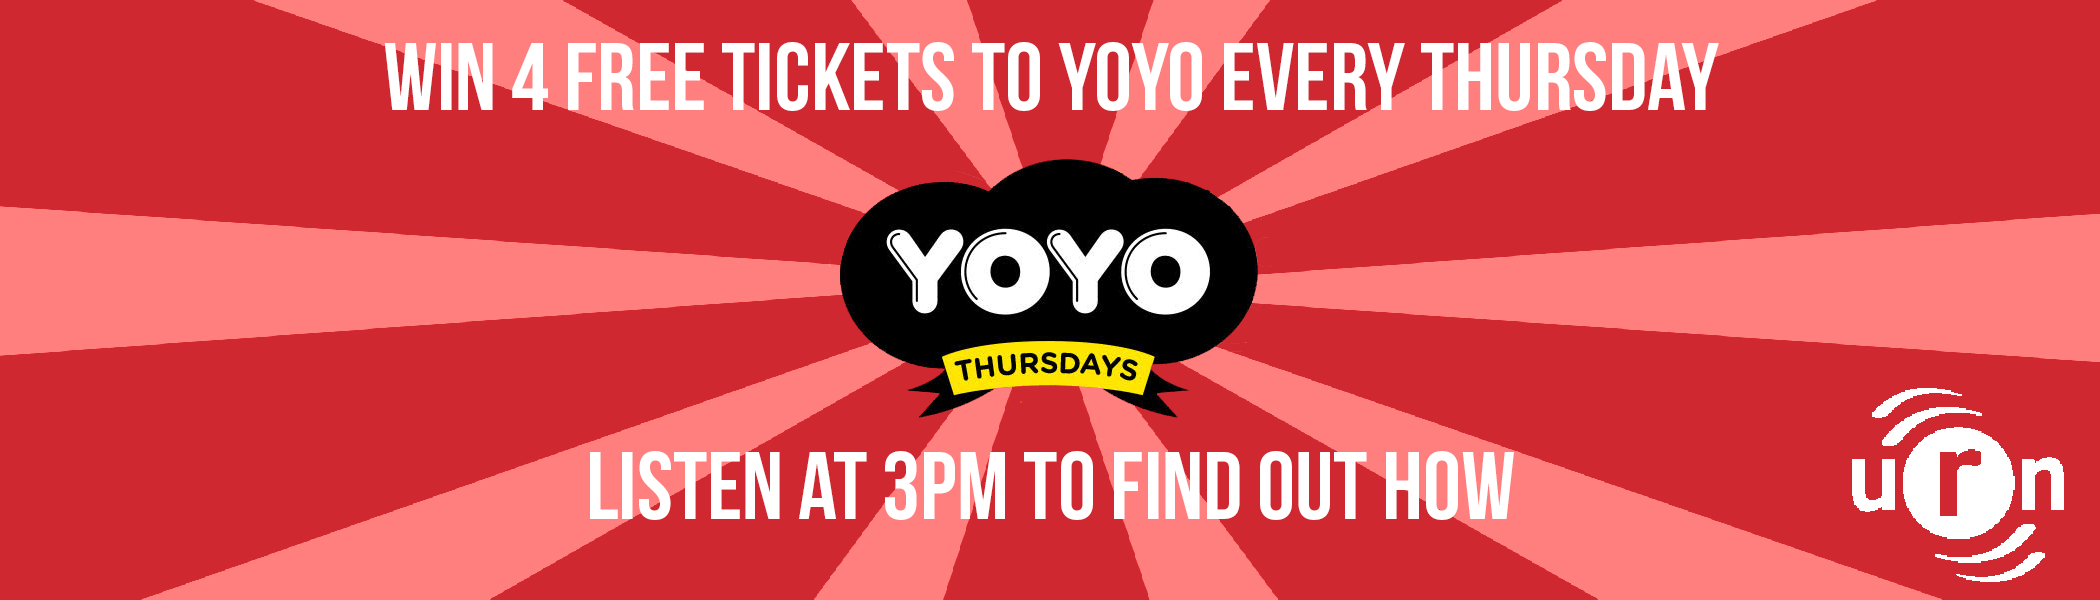 WIN 4 FREE TICKETS TO YOYO EVERY THURSDAY
YOYO
THURSDAYS
LISTEN AT 3PM TO FIND OUT HOW
urn